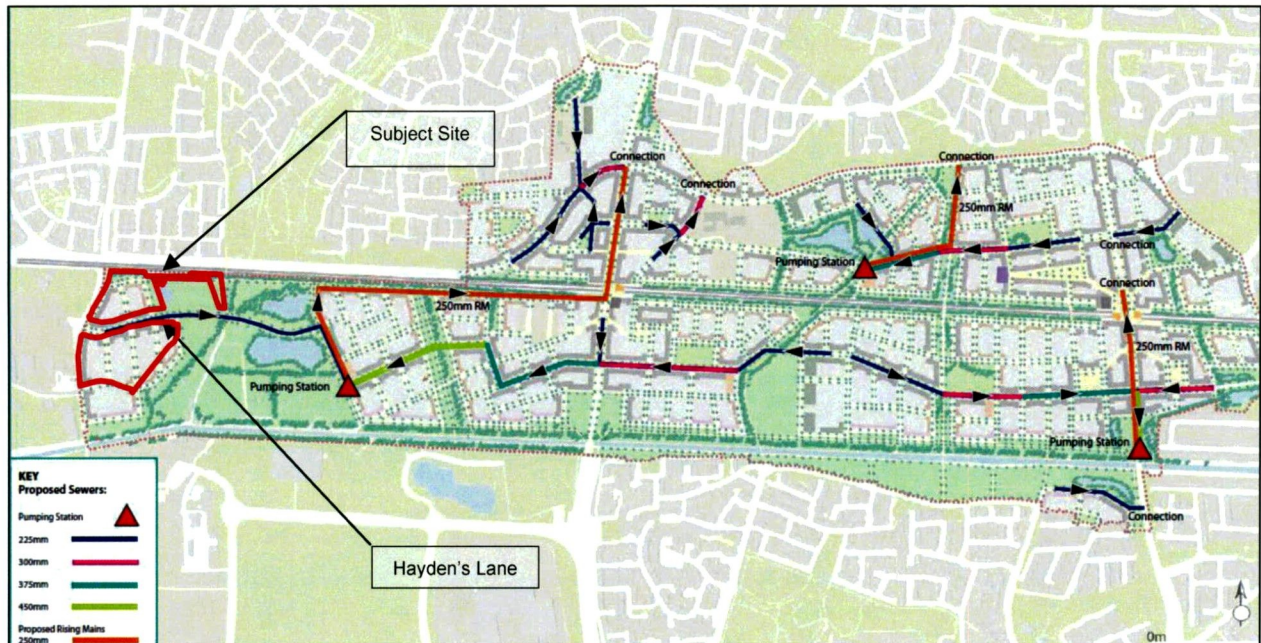 Subject Site
Connection
Connection
Connection
250mm RM
Connection
Pumping Station
Connection
250mm RM
250mm RM
Pumping Station
Pumping Station
Connection
Hayden's Lane
KEY
Proposed Sewers:
Pumping Station
225mm
300mm
375mm
450mm
Proposed Rising Mains
250mm
0m